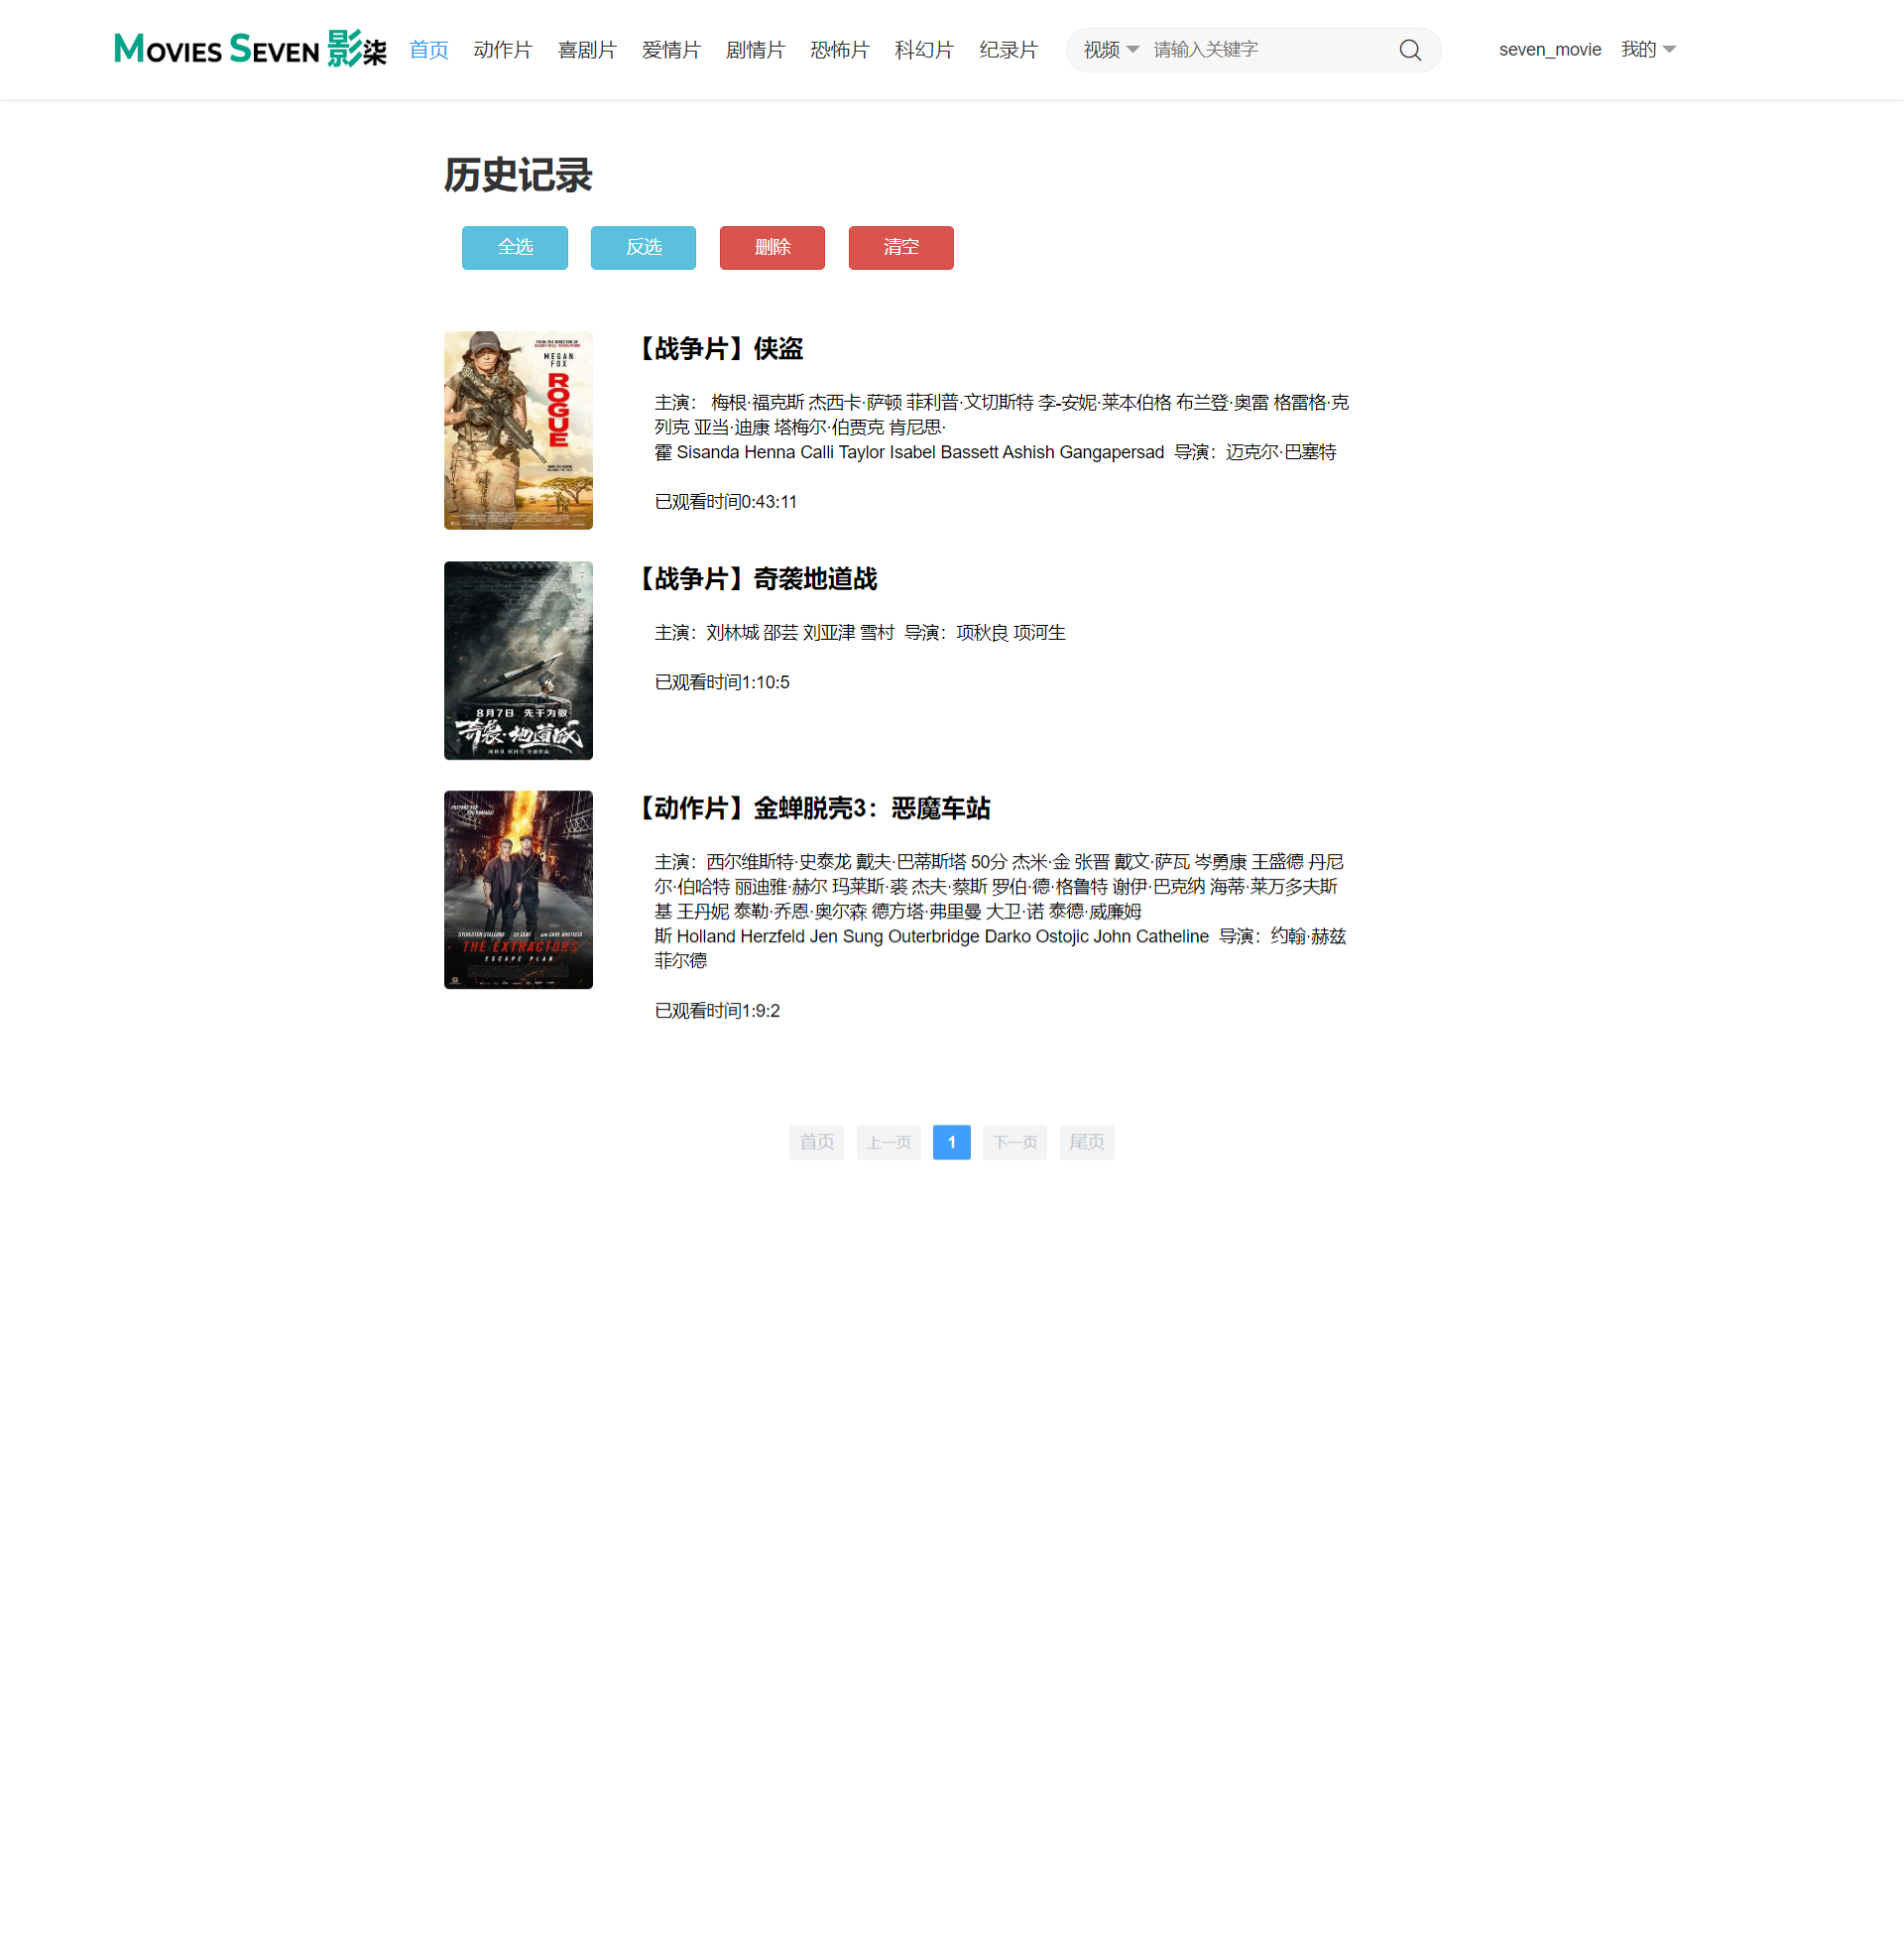 MOVIES SEVEN 影柒 首页 动作片 喜剧片 爱情片 剧情片 恐怖片 科幻片 纪录片 视频 请输入关键字 seven_movie 我的
历史记录
全选 反选 删除 清空
MEGAN
FOX
ROGUE
【战争片】侠盗
主演： 梅根·福克斯 杰西卡·萨顿 菲利普·文切斯特 李-安妮·莱本伯格 布兰登·奥雷 格雷格·克
列克 亚当·迪康 塔梅尔·伯贾克 肯尼思·
霍 Sisanda Henna Calli Taylor Isabel Bassett Ashish Gangapersad 导演：迈克尔·巴塞特
已观看时间0:43:11
8月7日 先干为敬
奇袭·地道战
【战争片】奇袭地道战
主演：刘林城 邵芸 刘亚津 雪村 导演：项秋良 项河生
已观看时间1:10:5
THE EXTRACTORS
ESCAPE PLAN
【动作片】金蝉脱壳3：恶魔车站
主演：西尔维斯特·史泰龙 戴夫·巴蒂斯塔 50分 杰米·金 张晋 戴文·萨瓦 岑勇康 王盛德 丹尼
尔·伯哈特 丽迪雅·赫尔 玛莱斯·裘 杰夫·蔡斯 罗伯·德·格鲁特 谢伊·巴克纳 海蒂·莱万多夫斯
基 王丹妮 泰勒·乔恩·奥尔森 德方塔·弗里曼 大卫·诺 泰德·威廉姆
斯 Holland Herzfeld Jen Sung Outerbridge Darko Ostojic John Catheline 导演：约翰·赫兹
菲尔德
已观看时间1:9:2
首页 上一页 1 下一页 尾页